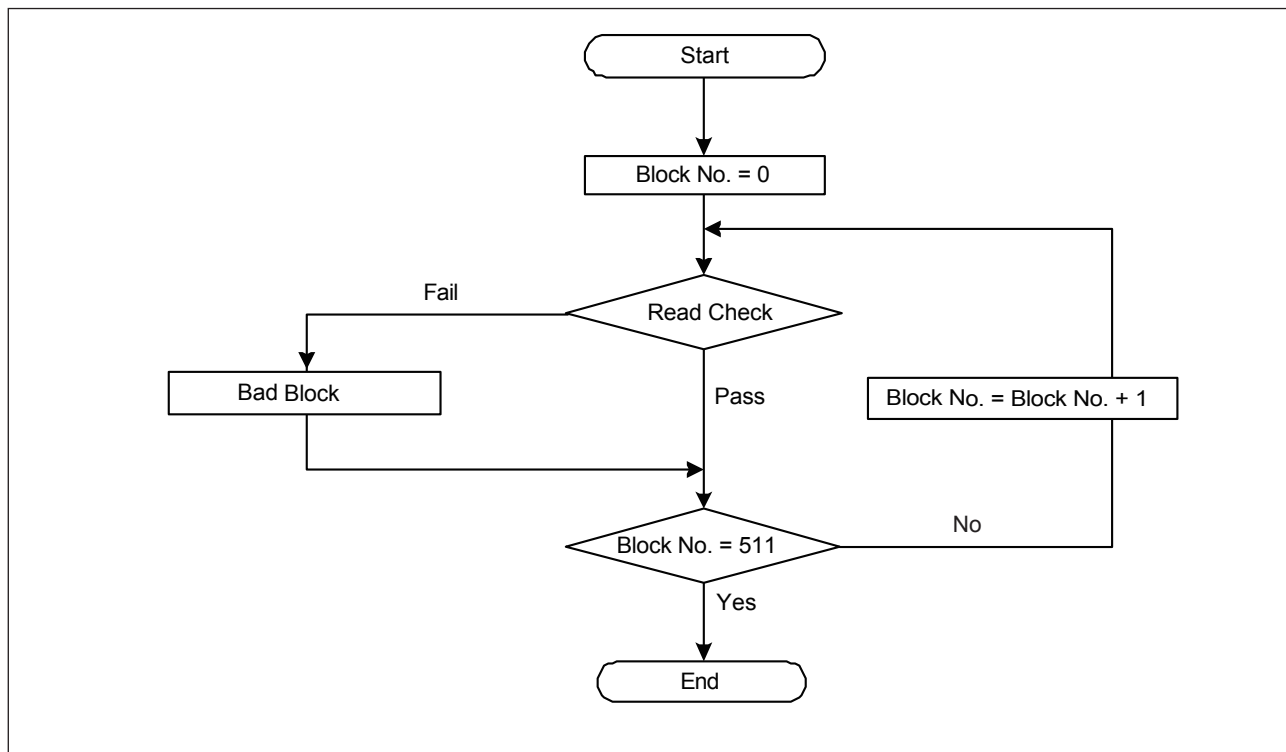 Start
Block No. = 0
Fail
Read Check
Bad Block
Pass
Block No. = Block No. + 1
Block No. = 511
No
Yes
End